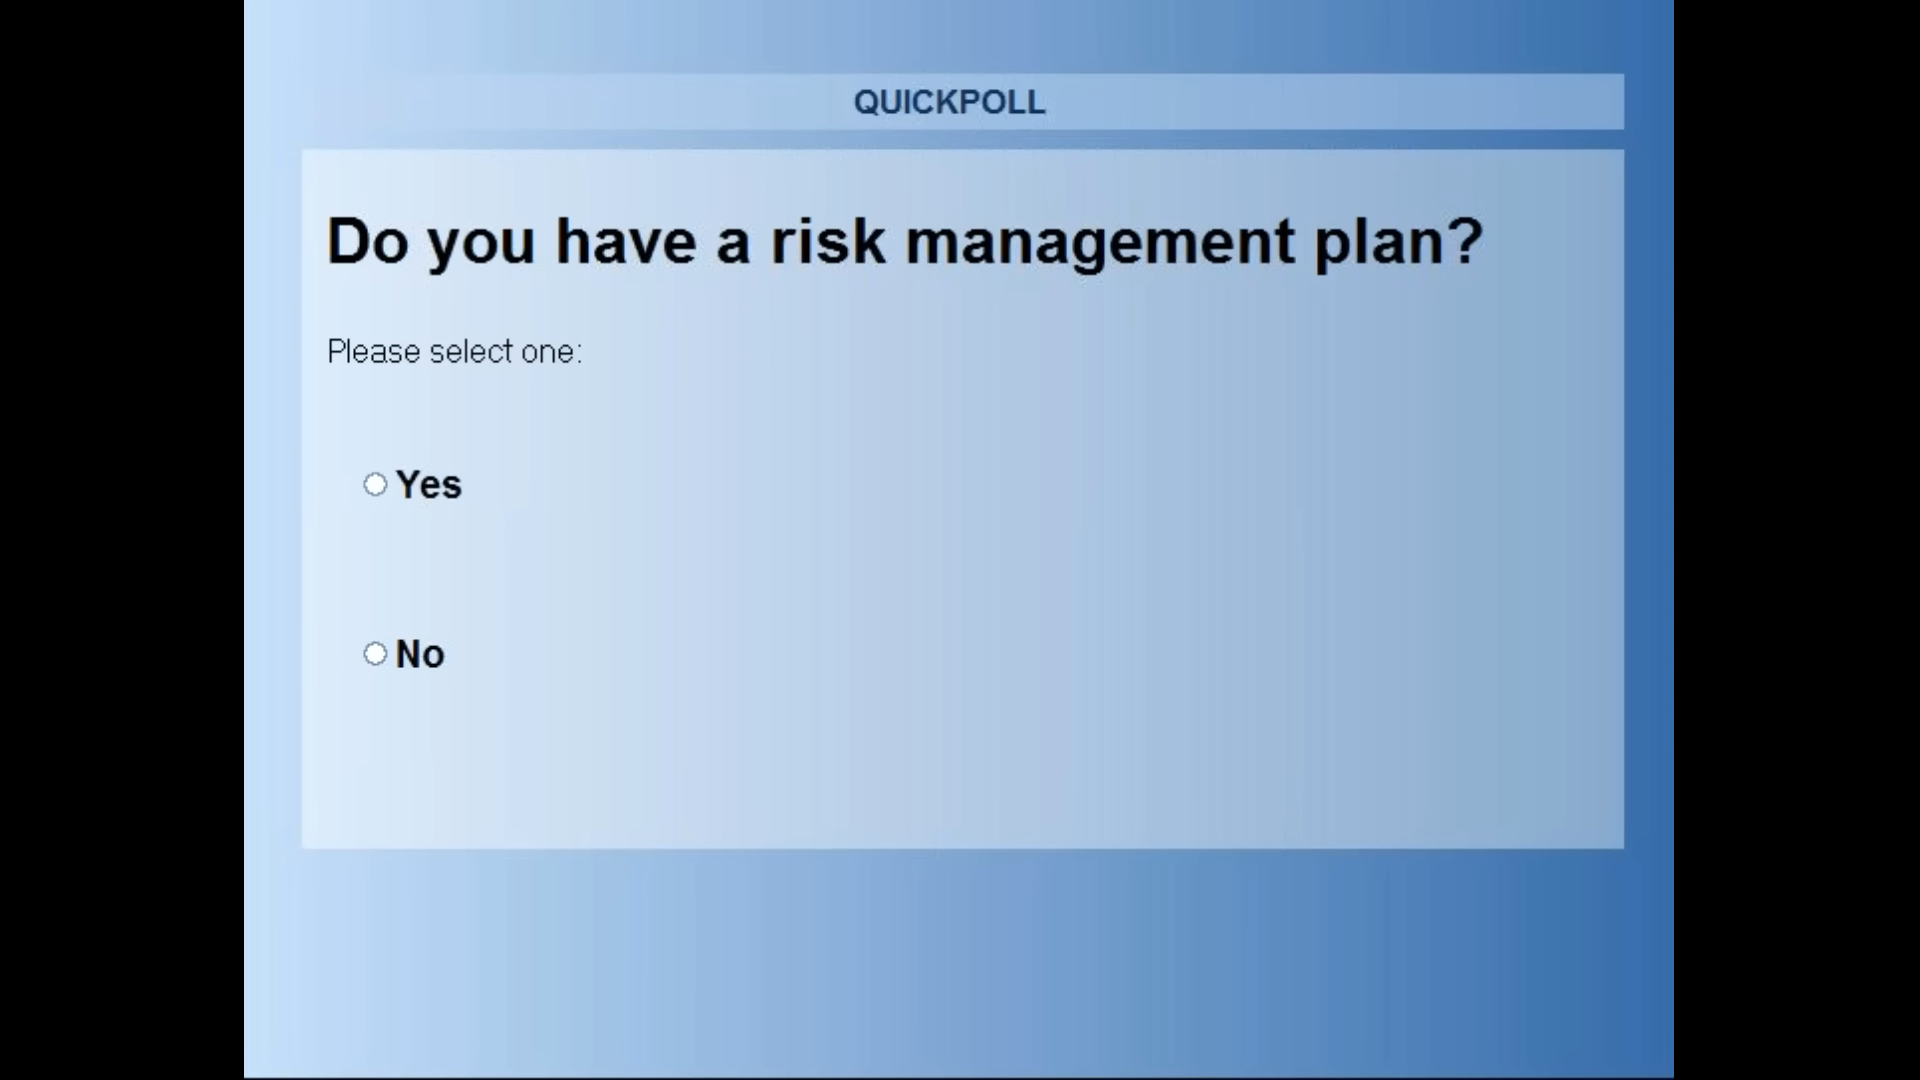 QUICKPOLL
Do you have a risk management plan?
Please select one:
Yes
No